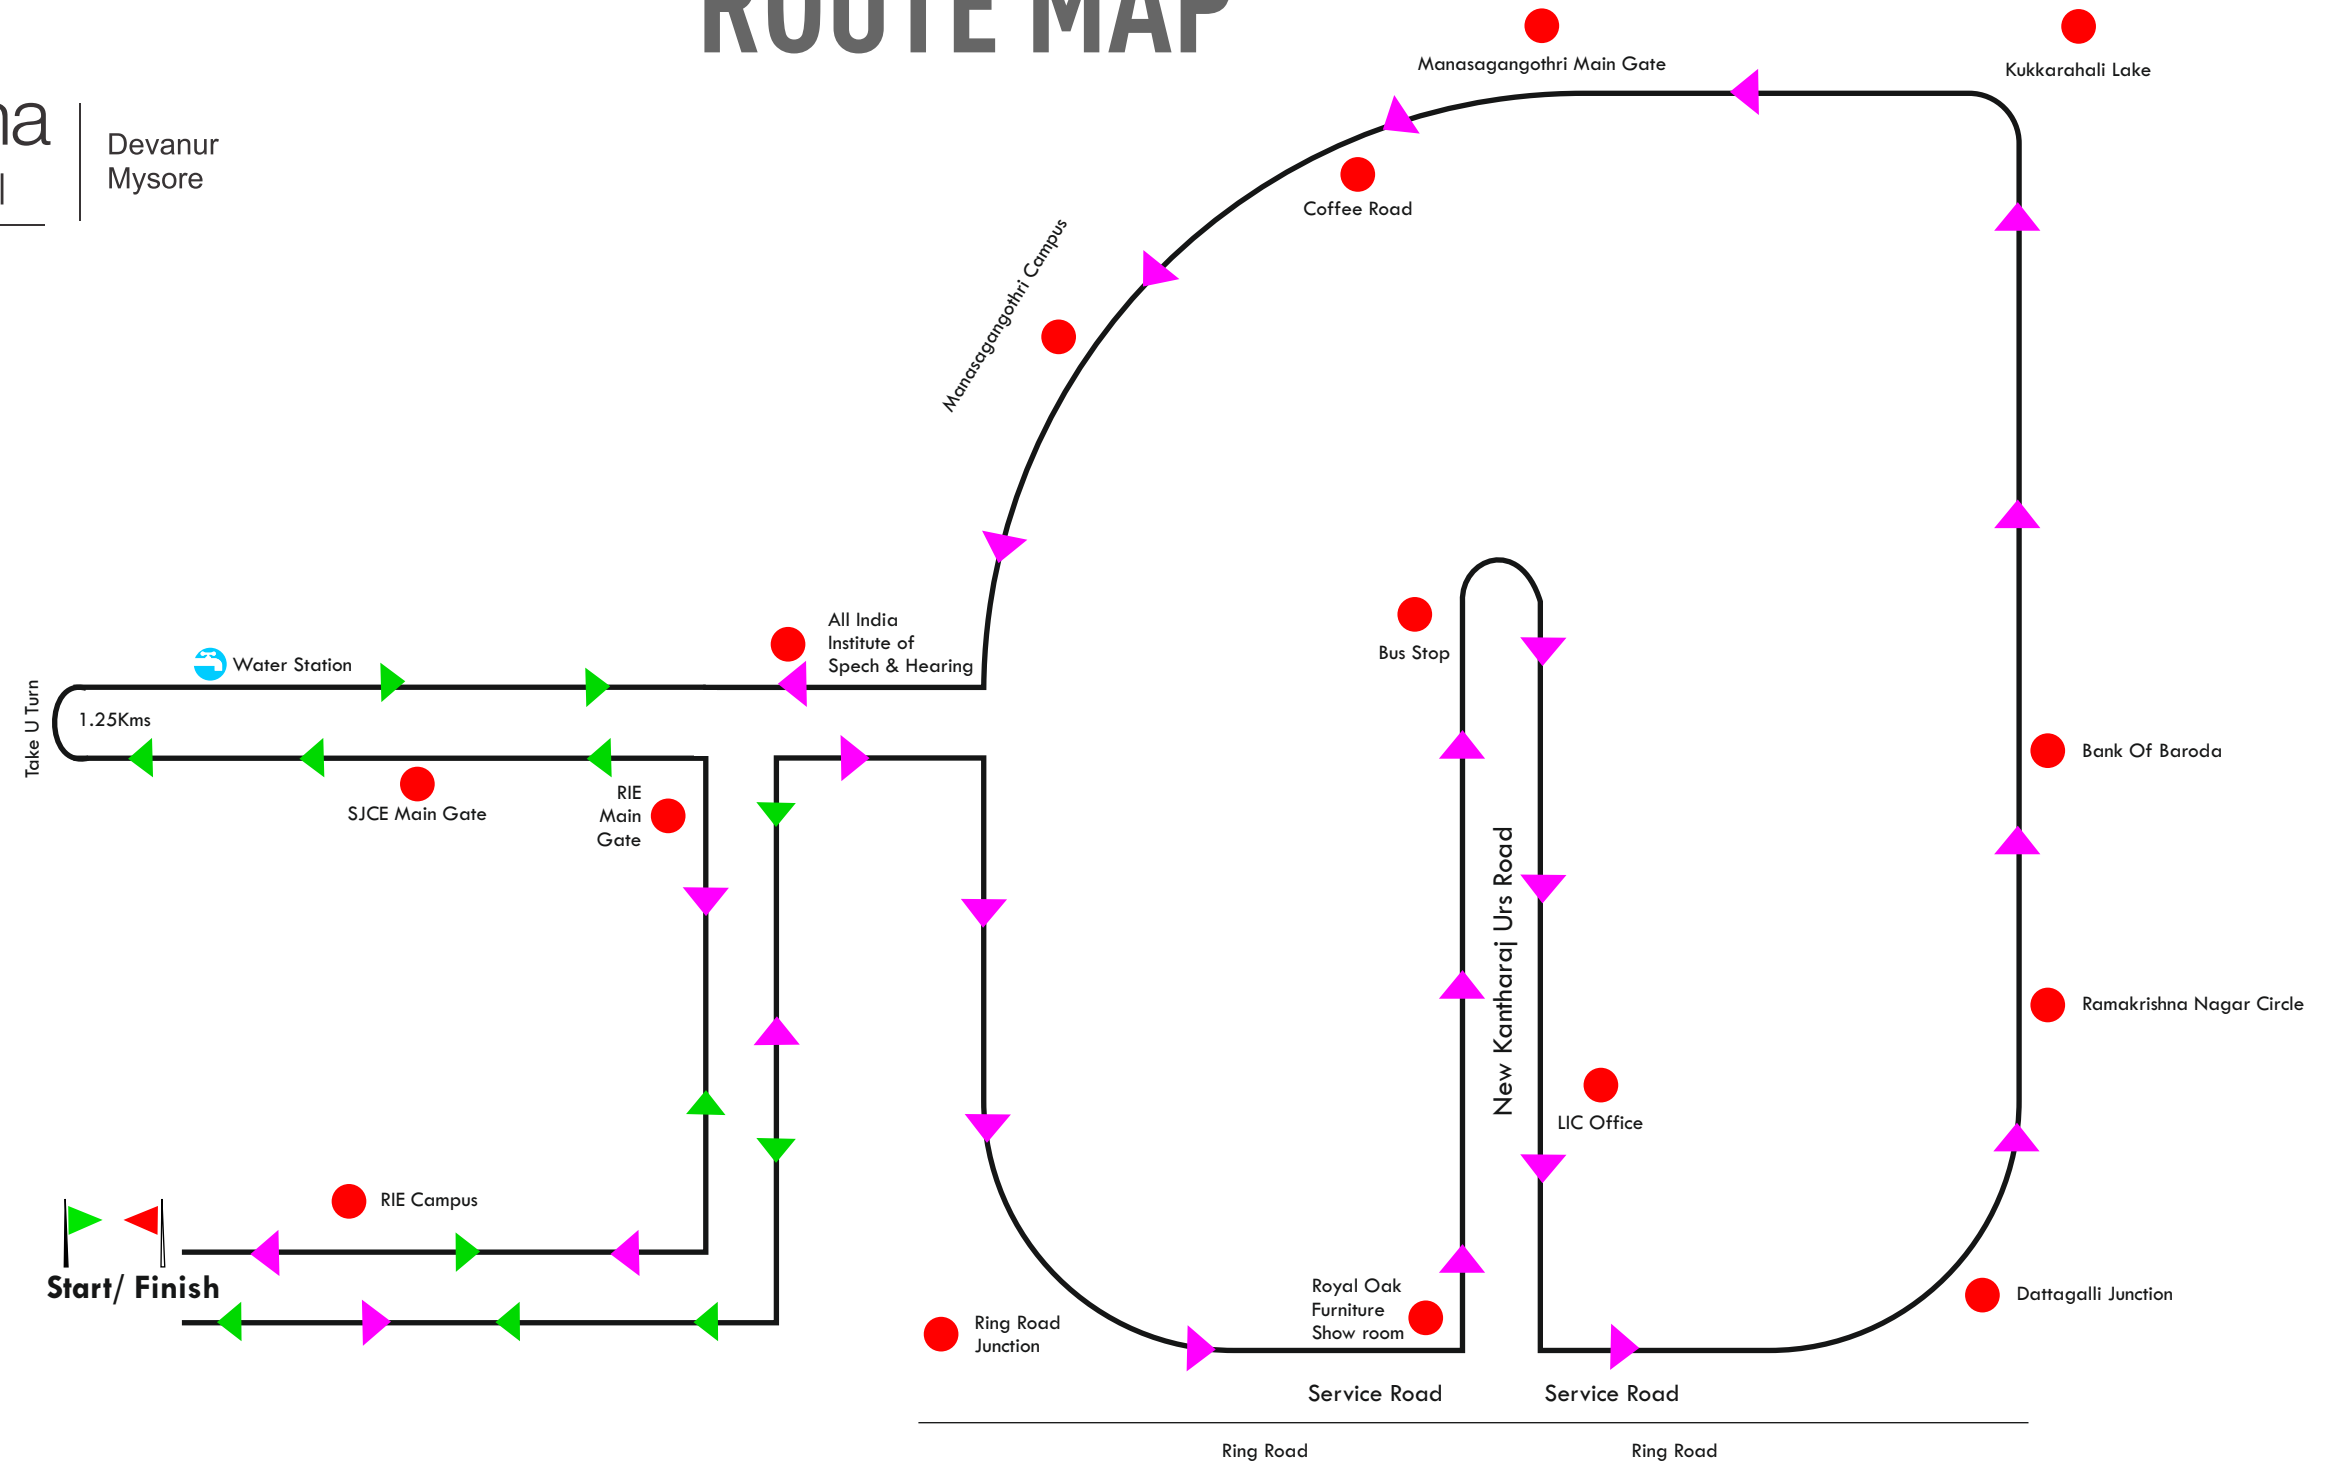 ROUTE MAP
Manasagangothri Main Gate
Kukkarahali Lake
na
Devanur
Mysore
l
Coffee Road
Manasagangothri Campus
All India
Institute of
Spech & Hearing
Water Station
Take U Turn
1.25Kms
SJCE Main Gate
RIE
Main
Gate
Bus Stop
Bank Of Baroda
New Kantharaj Urs Road
Ramakrishna Nagar Circle
LIC Office
RIE Campus
Start/ Finish
Royal Oak
Furniture
Show room
Dattagalli Junction
Ring Road
Junction
Service Road
Service Road
Ring Road
Ring Road